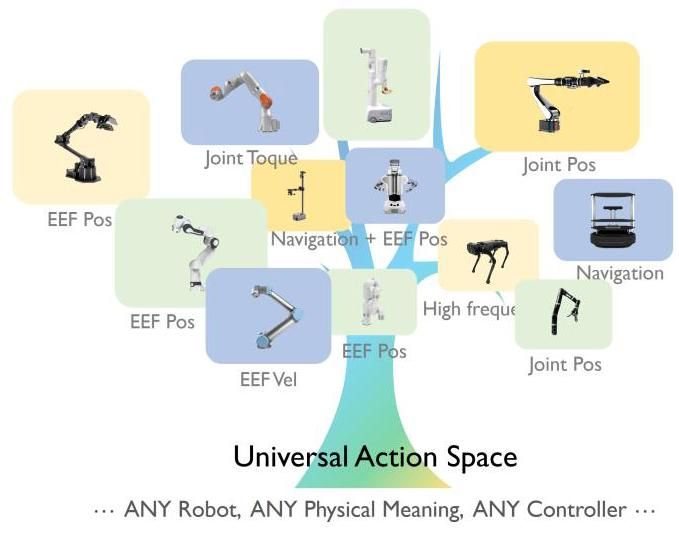 Joint Toque
Joint Pos
EEF Pos
Navigation + EEF Pos
Navigation
High freque
EEF Pos
EEF Pos
Joint Pos
EEF Vel
Universal Action Space
... ANY Robot, ANY Physical Meaning, ANY Controller ...